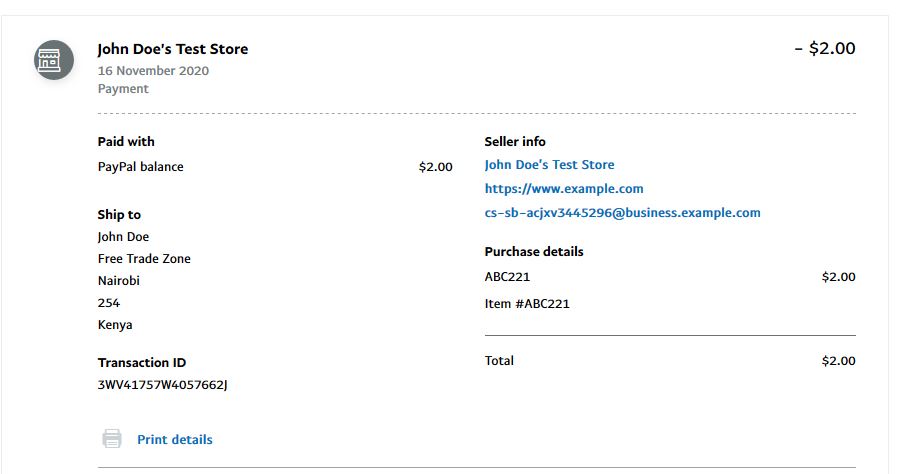 John Doe's Test Store
- $2.00
16 November 2020
Payment
Paid with
PayPal balance $2.00
Ship to
John Doe
Free Trade Zone
Nairobi
254
Kenya
Transaction ID
3WV41757W4057662J
Print details
Seller info
John Doe's Test Store
https://www.example.com
cs-sb-acjxv3445296@business.example.com
Purchase details
ABC221 $2.00
Item #ABC221
Total $2.00